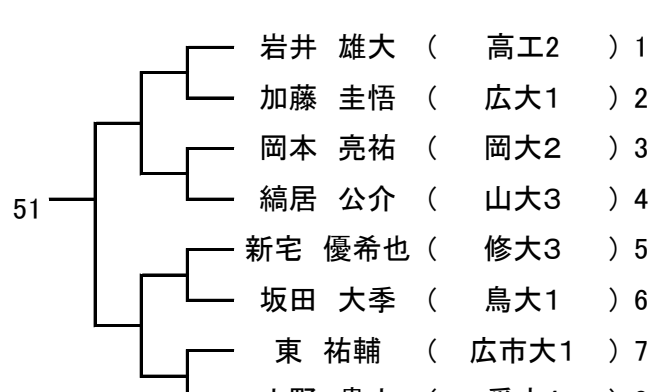 岩井　雄大　（　高工2　）1
加藤　圭悟　（　広大1　）2
岡本　亮祐　（　岡大2　）3
縞居　公介　（　山大3　）4
51
新宅　優希也（　修大3　）5
坂田　大季　（　鳥大1　）6
東　祐輔　（　広市大1　）7